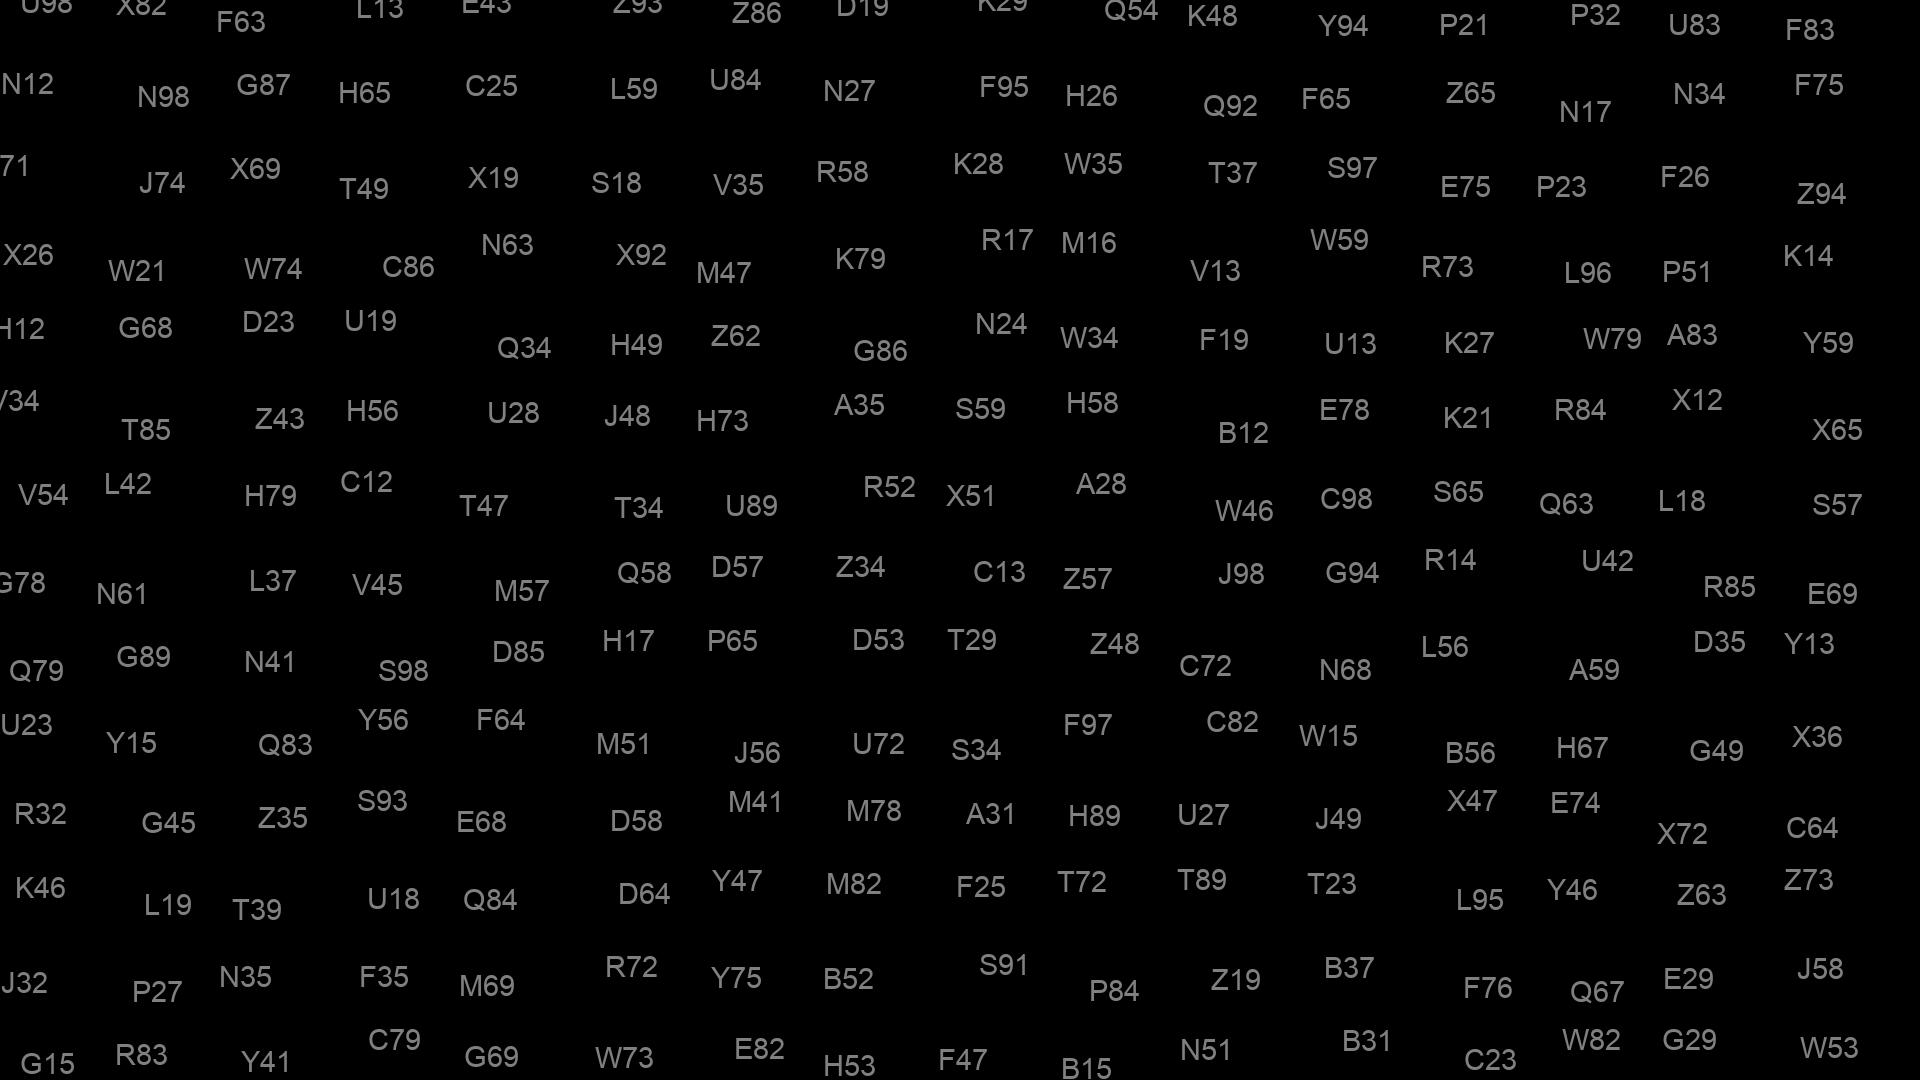 U98 X82 F63 L13 E43 Z93 Z86 D19 K29 Q54 K48 Y94 P21 P32 U83 F83
N12 N98 G87 H65 C25 L59 U84 N27 F95 H26 Q92 F65 Z65 N17 N34 F75
71 J74 X69 T49 X19 S18 V35 R58 K28 W35 T37 S97 E75 P23 F26 Z94
X26 W21 W74 C86 N63 X92 M47 K79 R17 M16 V13 W59 R73 L96 P51 K14
H12 G68 D23 U19 Q34 H49 Z62 G86 N24 W34 F19 U13 K27 W79 A83 Y59
V34 T85 Z43 H56 U28 J48 H73 A35 S59 H58 B12 E78 K21 R84 X12 X65
V54 L42 H79 C12 T47 T34 U89 R52 X51 A28 W46 C98 S65 Q63 L18 S57
G78 N61 L37 V45 M57 Q58 D57 Z34 C13 Z57 J98 G94 R14 U42 R85 E69
Q79 G89 N41 S98 D85 H17 P65 D53 T29 Z48 C72 N68 L56 A59 D35 Y13
U23 Y15 Q83 Y56 F64 M51 J56 U72 S34 F97 C82 W15 B56 H67 G49 X36
R32 G45 Z35 S93 E68 D58 M41 M78 A31 H89 U27 J49 X47 E74 X72 C64
K46 L19 T39 U18 Q84 D64 Y47 M82 F25 T72 T89 T23 L95 Y46 Z63 Z73
J32 P27 N35 F35 M69 R72 Y75 B52 S91 P84 Z19 B37 F76 Q67 E29 J58
G15 R83 Y41 C79 G69 W73 E82 H53 F47 B15 N51 B31 C23 W82 G29 W53